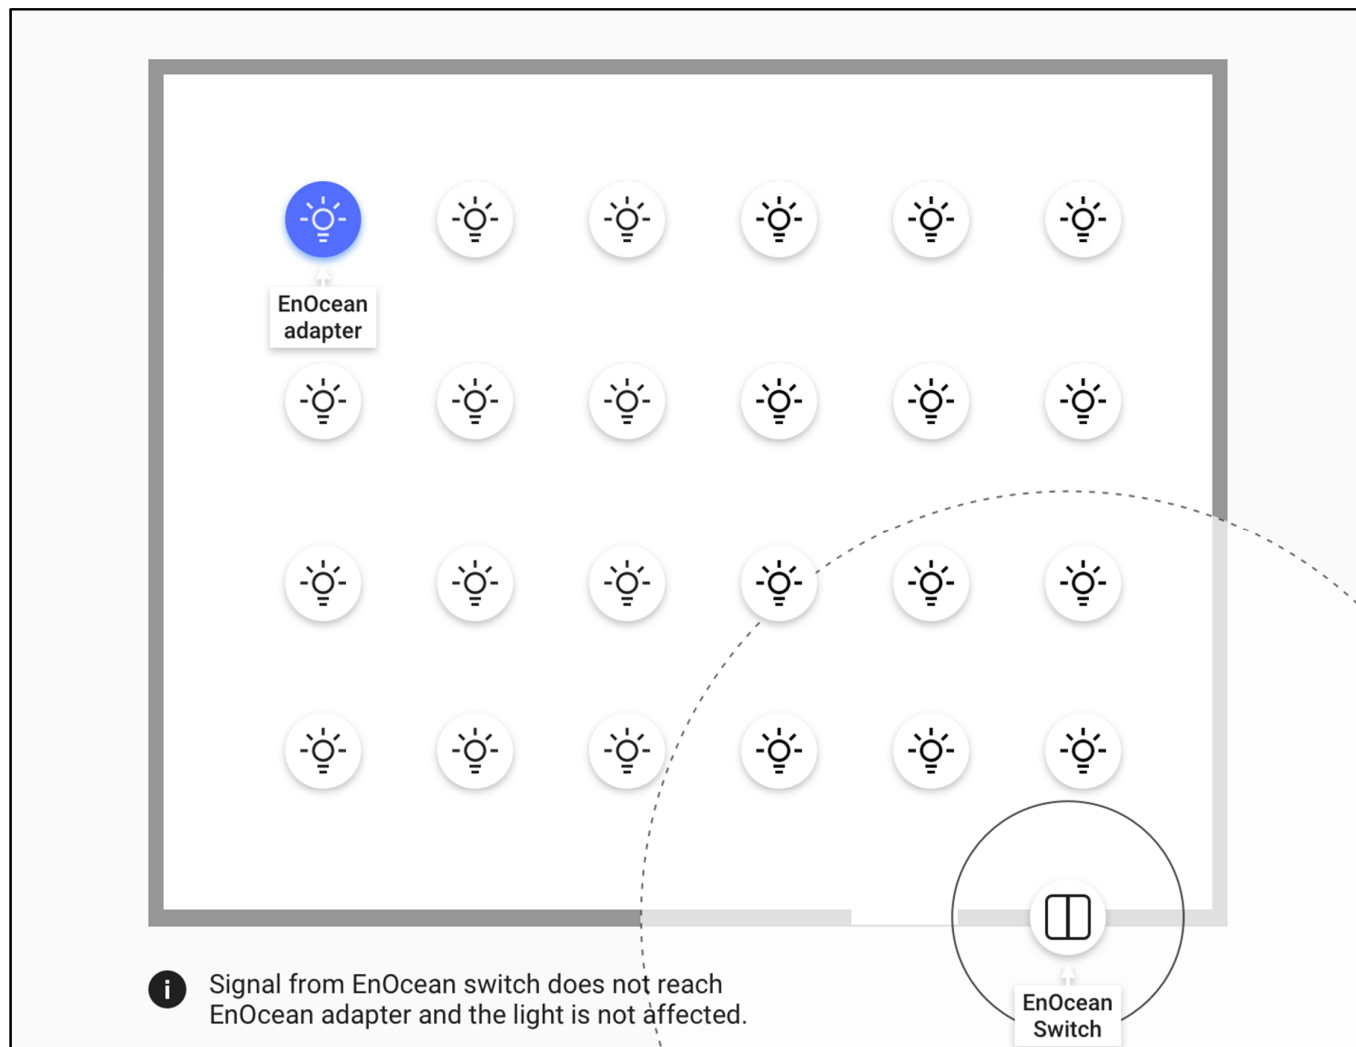 EnOcean
adapter
Signal from EnOcean switch does not reach
EnOcean adapter and the light is not affected.
EnOcean
Switch